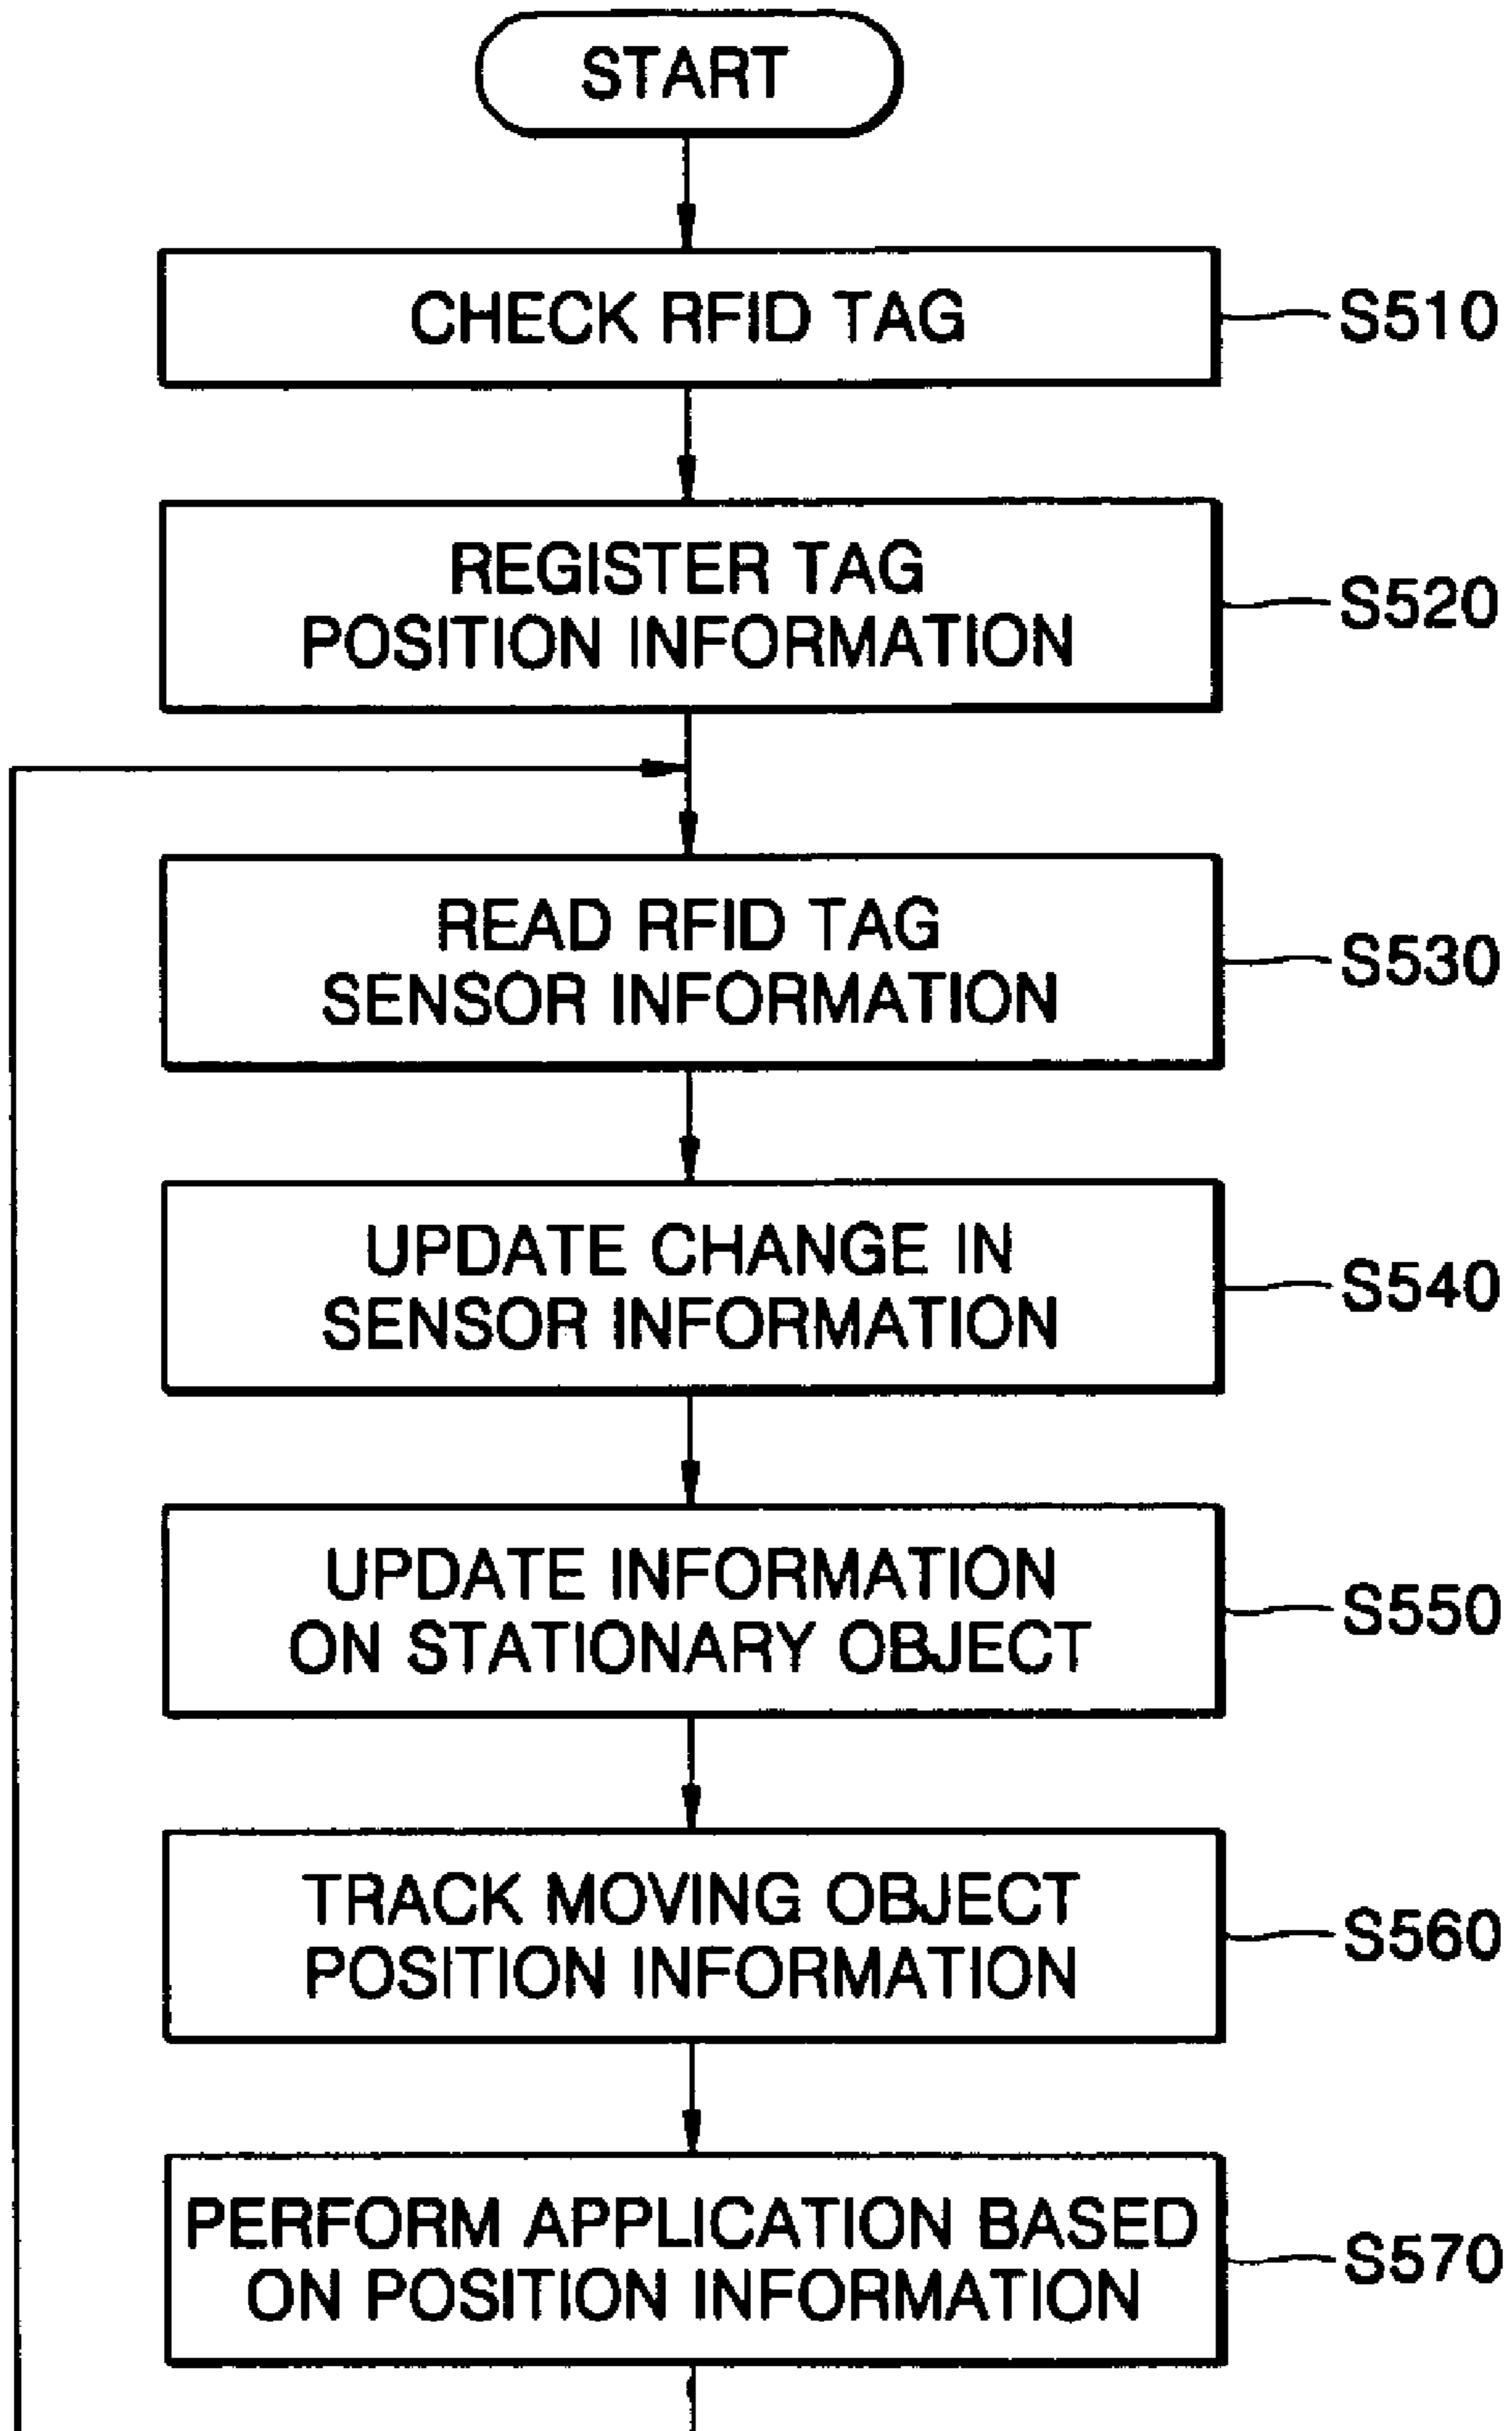 START
CHECK RFID TAG
S510
REGISTER TAG
POSITION INFORMATION
S520
READ RFID TAG
SENSOR INFORMATION
S530
UPDATE CHANGE IN
SENSOR INFORMATION
S540
UPDATE INFORMATION
ON STATIONARY OBJECT
S550
TRACK MOVING OBJECT
POSITION INFORMATION
S560
PERFORM APPLICATION BASED
ON POSITION INFORMATION
S570